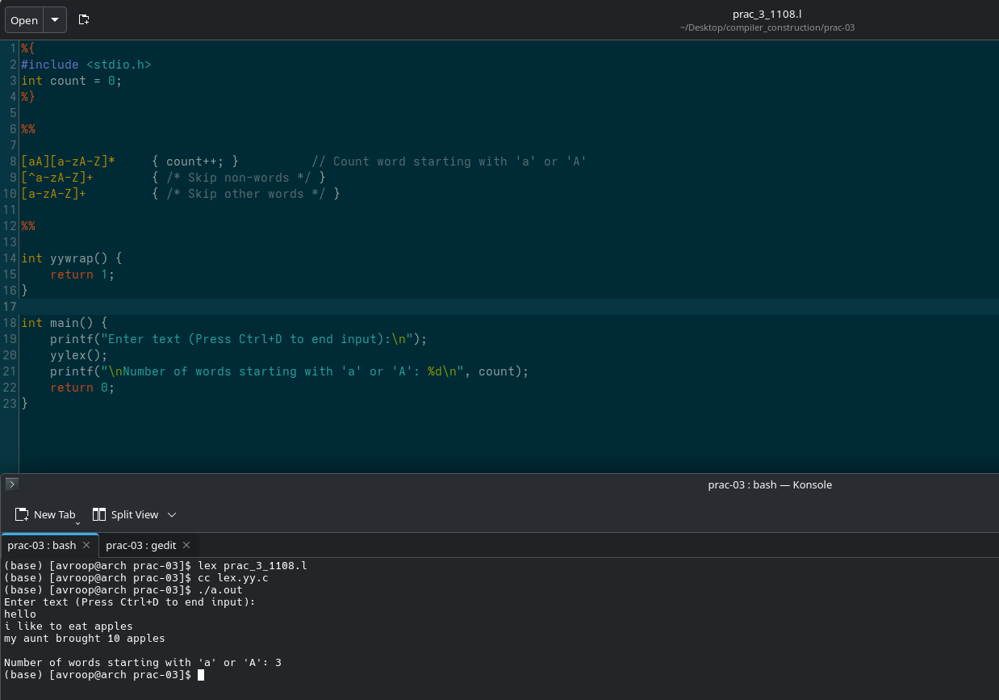 Open
prac_3_1108.l
~/Desktop/compiler_construction/prac-03
1 %{
2 #include <stdio.h>
3 int count = 0;
4 %}
5
6 %%
7
8 [aA][a-zA-Z]*     { count++; }          // Count word starting with 'a' or 'A'
9 [^a-zA-Z]+        { /* Skip non-words */ }
10 [a-zA-Z]+         { /* Skip other words */ }
11
12 %%
13
14 int yywrap() {
15     return 1;
16 }
17
18 int main() {
19     printf("Enter text (Press Ctrl+D to end input):\n");
20     yylex();
21     printf("\nNumber of words starting with 'a' or 'A': %d\n", count);
22     return 0;
23 }
prac-03 : bash — Konsole
New Tab Split View
prac-03 : bash prac-03 : gedit
(base) [avroop@arch prac-03]$ lex prac_3_1108.l
(base) [avroop@arch prac-03]$ cc lex.yy.c
(base) [avroop@arch prac-03]$ ./a.out
Enter text (Press Ctrl+D to end input):
hello
i like to eat apples
my aunt brought 10 apples
Number of words starting with 'a' or 'A': 3
(base) [avroop@arch prac-03]$